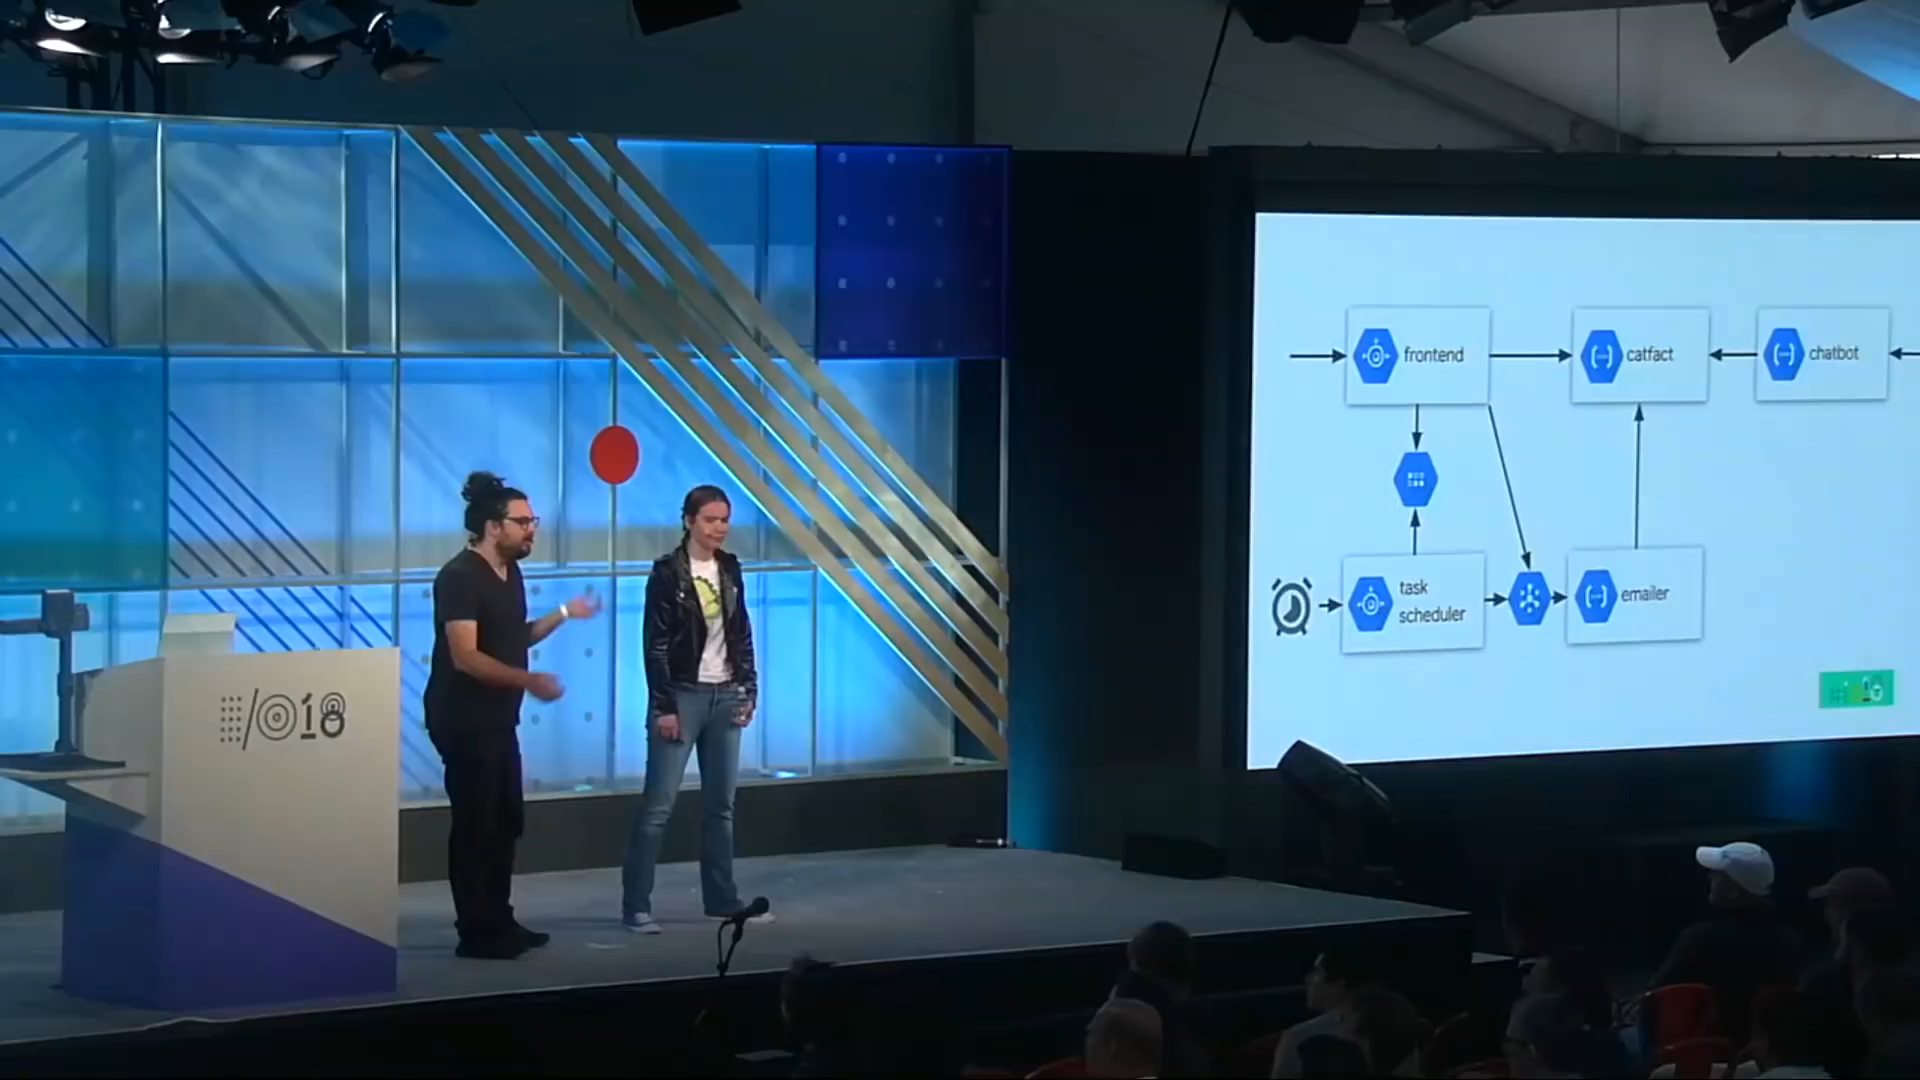 I/O18
frontend
catfact
chatbot
task
scheduler
emailer